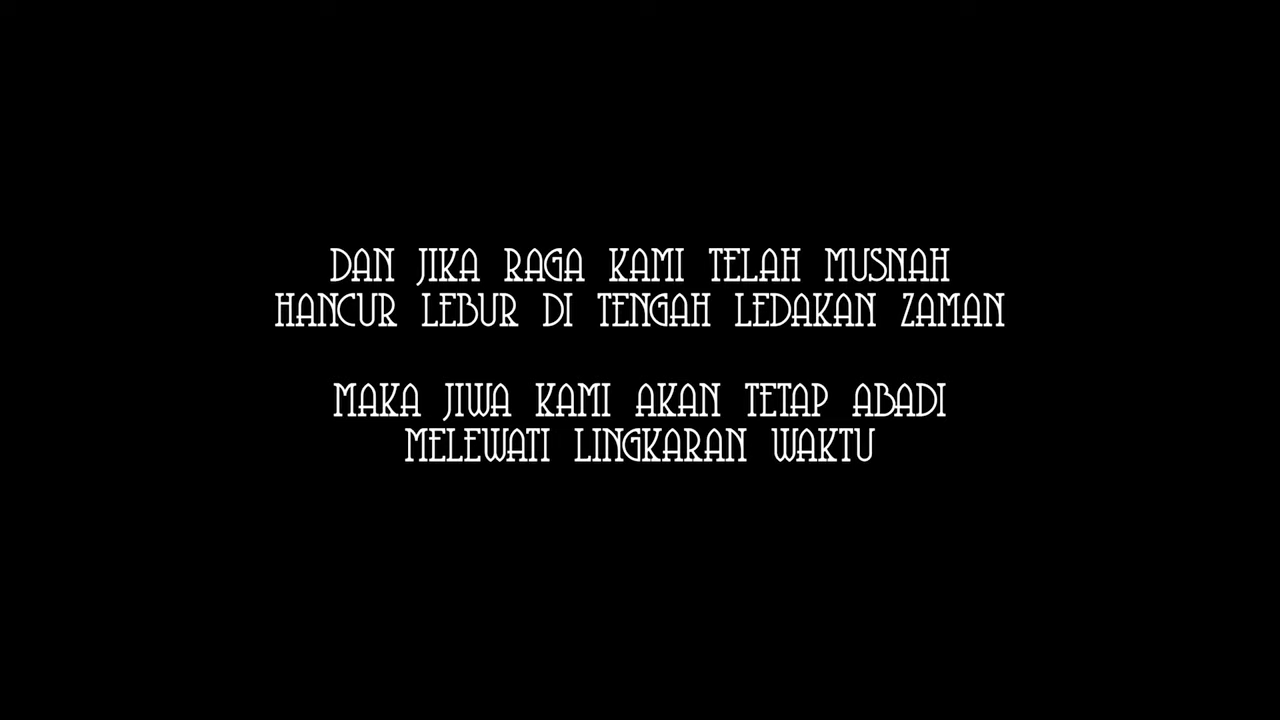 DAN JIKA RAGA KAMI TELAH MUSNAH
HANCUR LEBUR DI TENGAH LEDAKAN ZAMAN
MAKA JIWA KAMI AKAN TETAP ABADI
MELEWATI LINGKARAN WAKTU